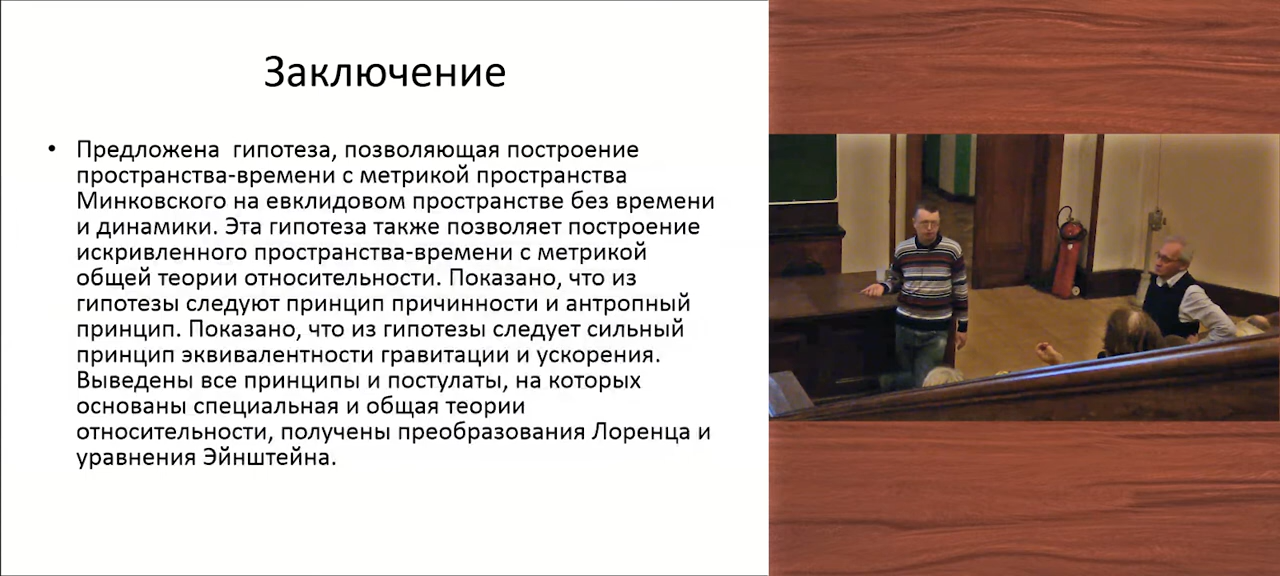 Заключение
• Предложена  гипотеза, позволяющая построение
пространства-времени с метрикой пространства
Минковского на евклидовом пространстве без времени
и динамики. Эта гипотеза также позволяет построение
искривленного пространства-времени с метрикой
общей теории относительности. Показано, что из
гипотезы следуют принцип причинности и антропный
принцип. Показано, что из гипотезы следует сильный
принцип эквивалентности гравитации и ускорения.
Выведены все принципы и постулаты, на которых
основаны специальная и общая теории
относительности, получены преобразования Лоренца и
уравнения Эйнштейна.